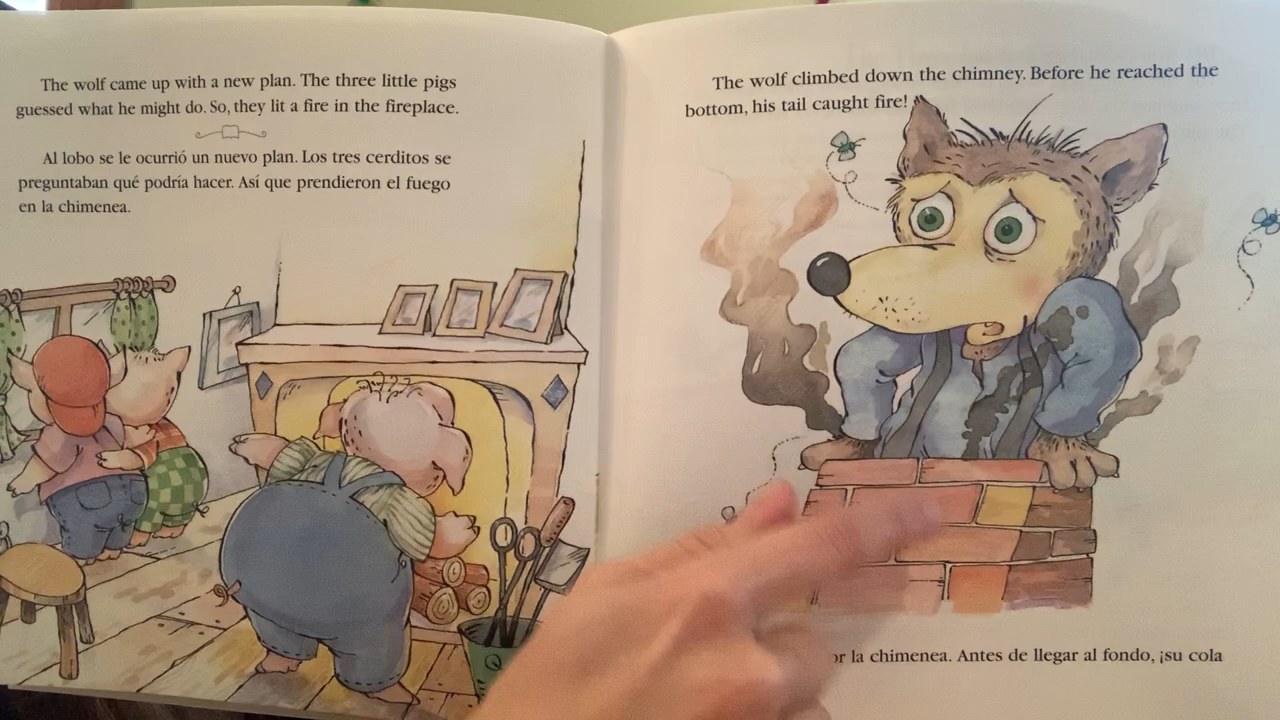 The wolf came up with a new plan. The three little pigs
guessed what he might do. So, they lit a fire in the fireplace.
Al lobo se le ocurrió un nuevo plan. Los tres cerditos se
preguntaban qué podría hacer. Así que prendieron el fuego
en la chimenea.
The wolf climbed down the chimney. Before he reached the
bottom, his tail caught fire!
la chimenea. Antes de llegar al fondo, ¡su cola